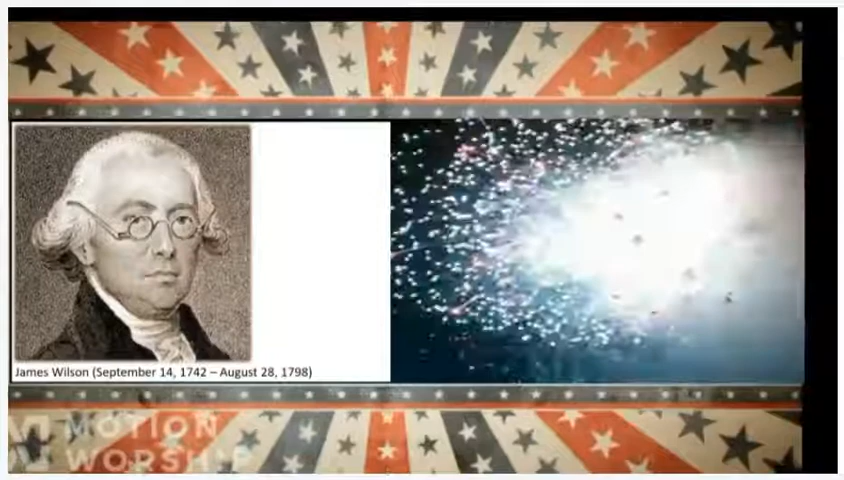 James Wilson (September 14, 1742 – August 28, 1798)
MOTION
WORSHIP